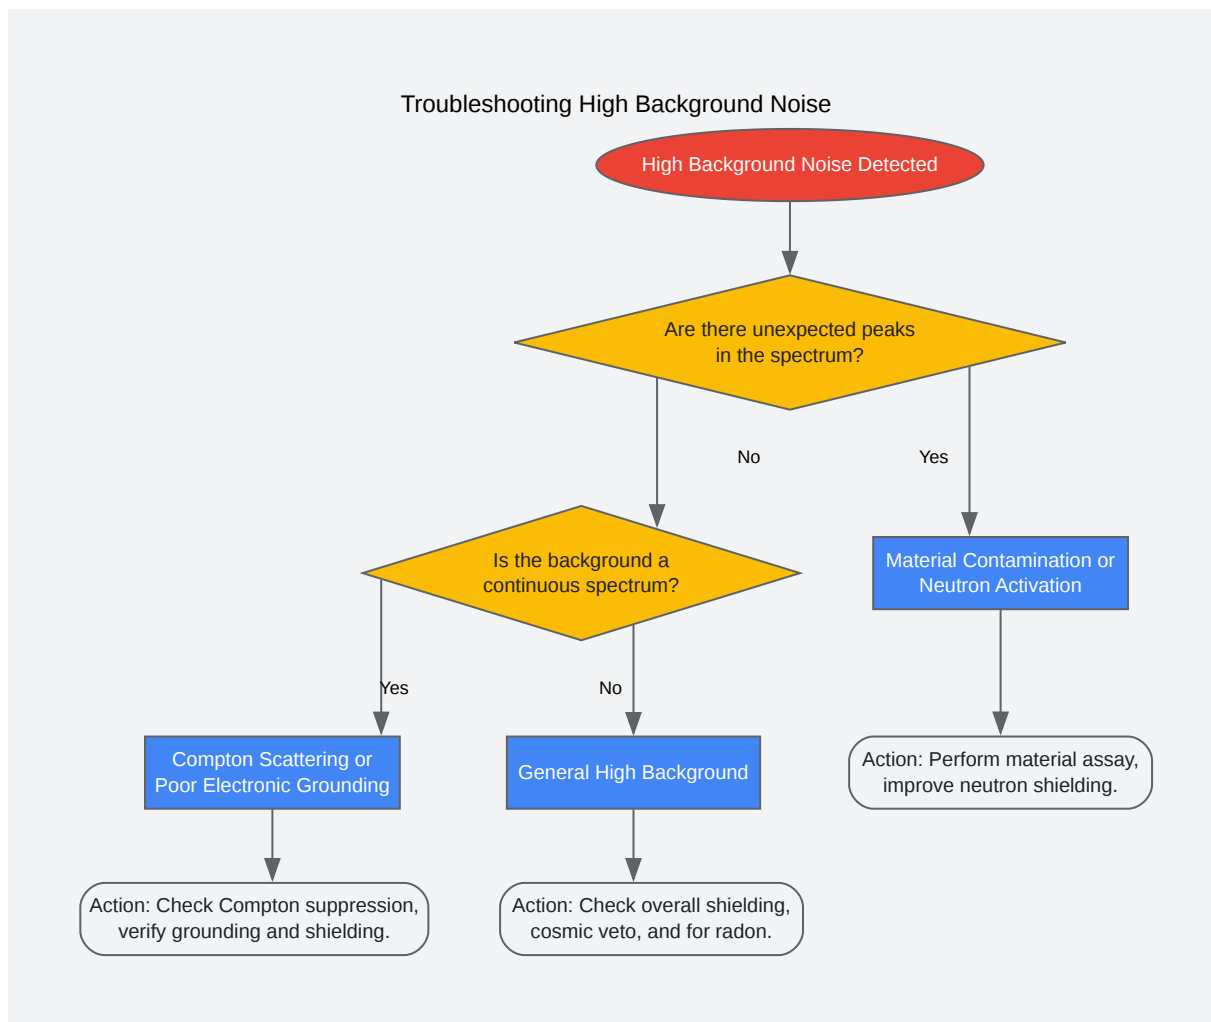 Troubleshooting High Background Noise
High Background Noise Detected
Are there unexpected peaks
in the spectrum?
No
Yes
Is the background a
continuous spectrum?
Material Contamination or
Neutron Activation
Yes
No
Compton Scattering or
Poor Electronic Grounding
General High Background
Action: Perform material assay,
improve neutron shielding.
Action: Check Compton suppression,
verify grounding and shielding.
Action: Check overall shielding,
cosmic veto, and for radon.